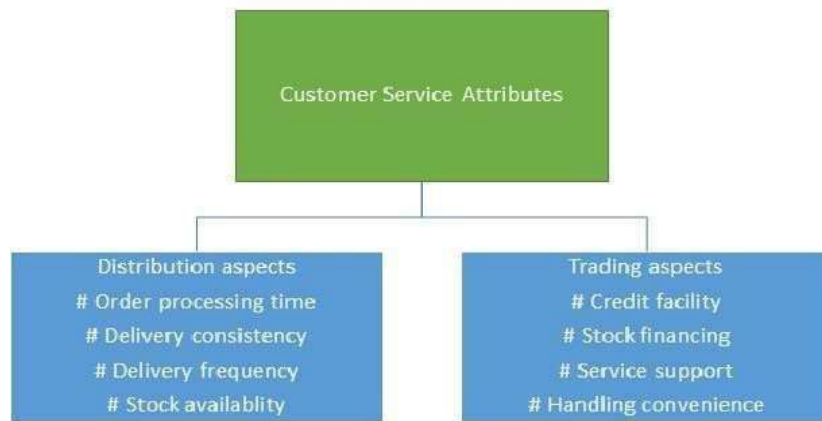 Customer Service Attributes
Distribution aspects
# Order processing time
# Delivery consistency
# Delivery frequency
# Stock availablity
Trading aspects
# Credit facility
# Stock financing
# Service support
# Handling convenience